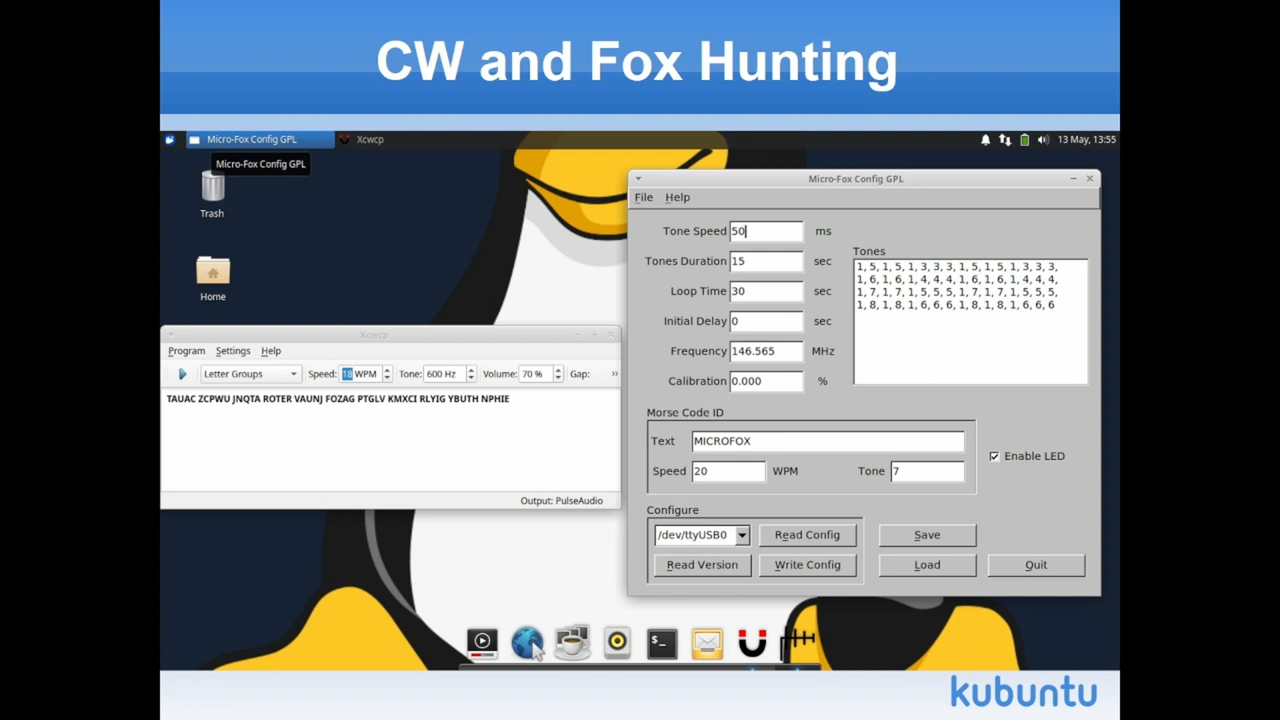 CW and Fox Hunting
Micro-Fox Config GPL
Xcwcp
13 May, 13:55
Micro-Fox Config GPL
Trash
Home
Xcwcp
Program Settings Help
Letter Groups Speed: 18 WPM Tone: 600 Hz Volume: 70 % Gap: »
TAUAC ZCPWU JNQTA ROTER VAUNJ FOZAG PTGLV KMXCI RLYIG YBUTH NPHIE
Output: PulseAudio
Micro-Fox Config GPL
File Help
Tone Speed 50 ms
Tones Duration 15 sec
Loop Time 30 sec
Initial Delay 0 sec
Frequency 146.565 MHz
Calibration 0.000 %
Tones
1, 5, 1, 5, 1, 3, 3, 3, 1, 5, 1, 5, 1, 3, 3, 3,
1, 6, 1, 6, 1, 4, 4, 4, 1, 6, 1, 6, 1, 4, 4, 4,
1, 7, 1, 7, 1, 5, 5, 5, 1, 7, 1, 7, 1, 5, 5, 5,
1, 8, 1, 8, 1, 6, 6, 6, 1, 8, 1, 8, 1, 6, 6, 6
Morse Code ID
Text MICROFOX
Speed 20 WPM Tone 7
Enable LED
Configure
/dev/ttyUSB0 Read Config Save
Read Version Write Config Load Quit
kubuntu